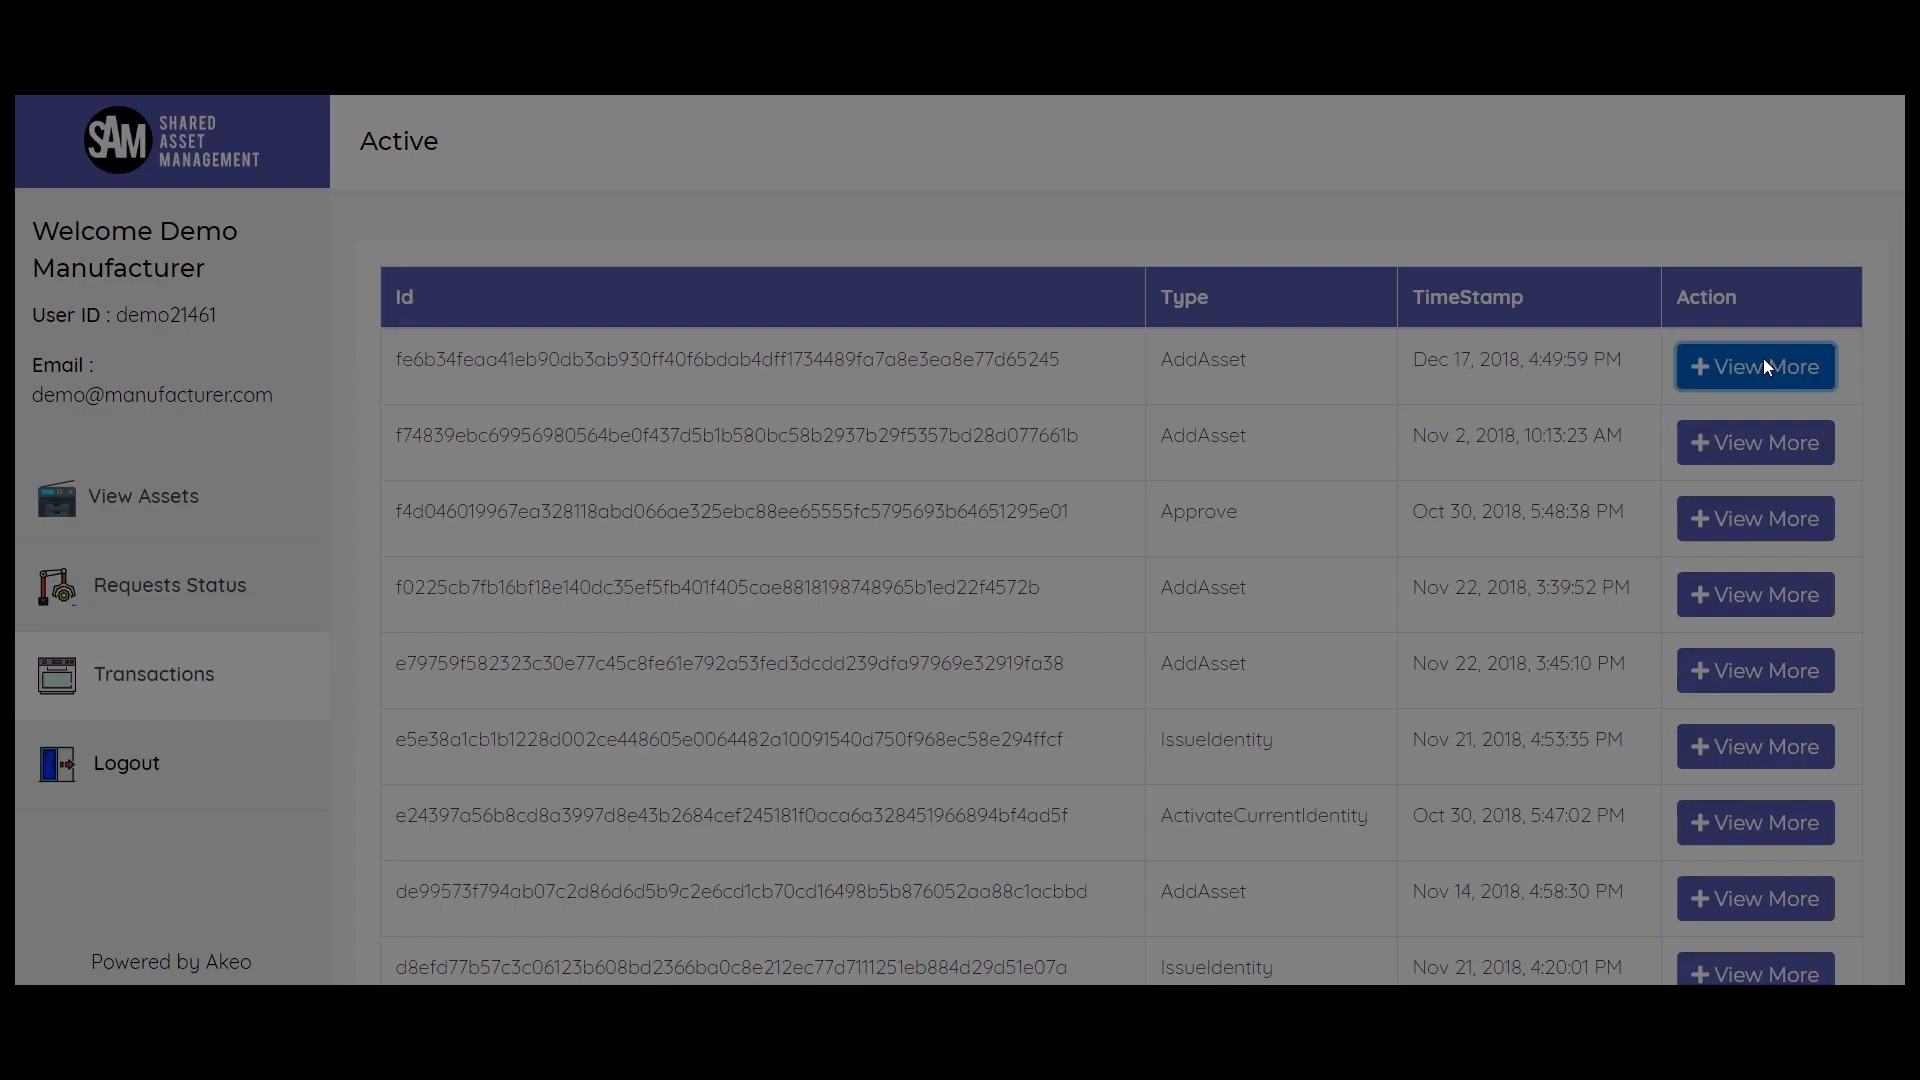 SAM
SHARED
ASSET
MANAGEMENT
Active
Welcome Demo
Manufacturer
User ID : demo21461
Email :
demo@manufacturer.com
View Assets
Requests Status
Transactions
Logout
Powered by Akeo
Id Type TimeStamp Action
fe6b34feaa41eb90db3ab930ff40f6bdab4dff1734489fa7a8e3ea8e77d65245 AddAsset Dec 17, 2018, 4:49:59 PM View More
f74839ebc69956980564be0f437d5b1b580bc58b2937b29f5357bd28d077661b AddAsset Nov 2, 2018, 10:13:23 AM View More
f4d046019967ea328118abd066ae325ebc88ee65555fc5795693b64651295e01 Approve Oct 30, 2018, 5:48:38 PM View More
f0225cb7fb16bf18e140dc35ef5fb401f405cae8818198748965b1ed22f4572b AddAsset Nov 22, 2018, 3:39:52 PM View More
e79759f582323c30e77c45c8fe61e792a53fed3dcdd239dfa97969e32919fa38 AddAsset Nov 22, 2018, 3:45:10 PM View More
e5e38a1cb1b1228d002ce448605e0064482a10091540d750f968ec58e294ffcf IssueIdentity Nov 21, 2018, 4:53:35 PM View More
e24397a56b8cd8a3997d8e43b2684cef245181f0aca6a328451966894bf4ad5f ActivateCurrentIdentity Oct 30, 2018, 5:47:02 PM View More
de99573f794ab07c2d86d6d5b9c2e6cd1cb70cd16498b5b876052aa88c1acbbd AddAsset Nov 14, 2018, 4:58:30 PM View More
d8efd77b57c3c06123b608bd2366ba0c8e212ec77d7111251eb884d29d51e07a IssueIdentity Nov 21, 2018, 4:20:01 PM View More